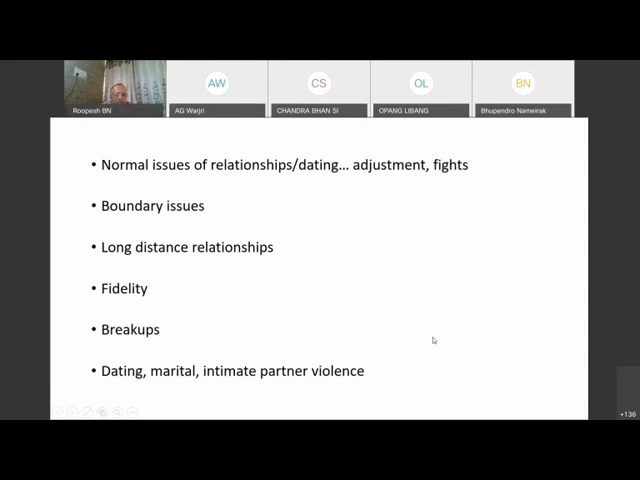 AW
CS
OL
BN
Roopesh BN
AG Warjri
CHANDRA BHAN SI
OPANG LIBANG
Bhupendro Nameirak
• Normal issues of relationships/dating... adjustment, fights
• Boundary issues
• Long distance relationships
• Fidelity
• Breakups
• Dating, marital, intimate partner violence
+136